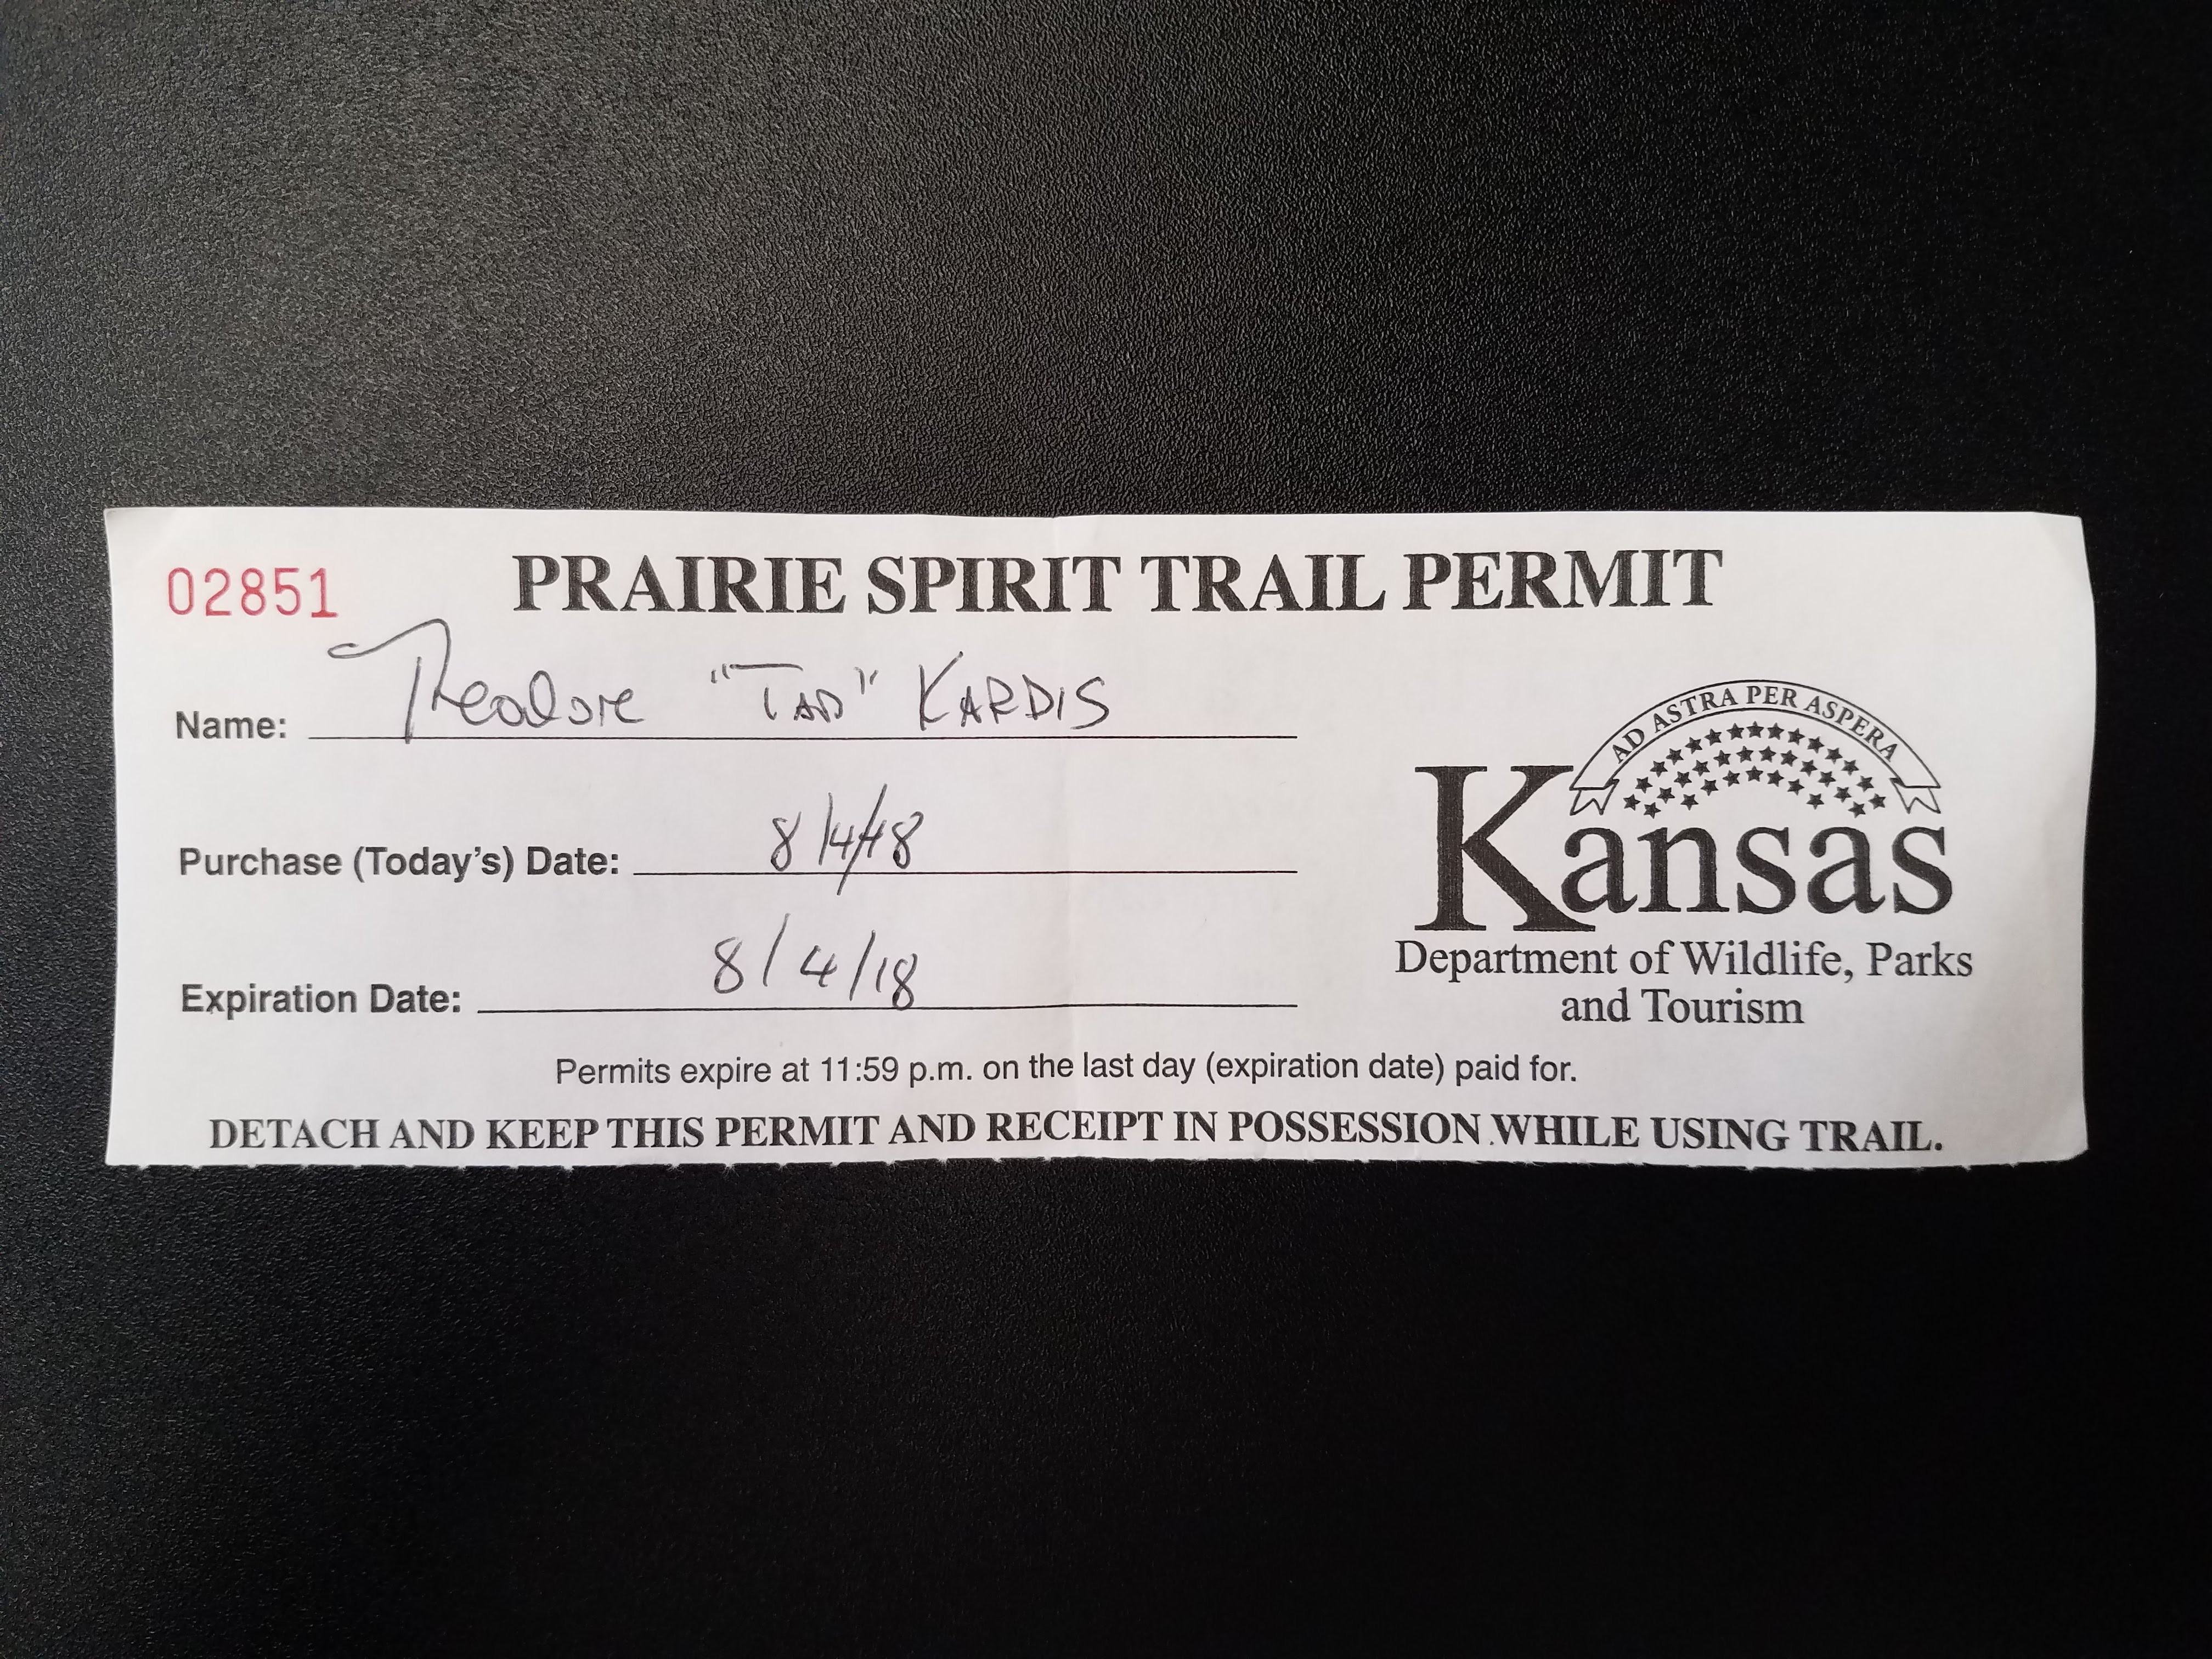 02851 PRAIRIE SPIRIT TRAIL PERMIT
Name: Theodore "TAD" KARDIS
Purchase (Today's) Date: 8/4/18
Expiration Date: 8/4/18
AD ASTRA PER ASPERA
Kansas
Department of Wildlife, Parks
and Tourism
Permits expire at 11:59 p.m. on the last day (expiration date) paid for.
DETACH AND KEEP THIS PERMIT AND RECEIPT IN POSSESSION WHILE USING TRAIL.